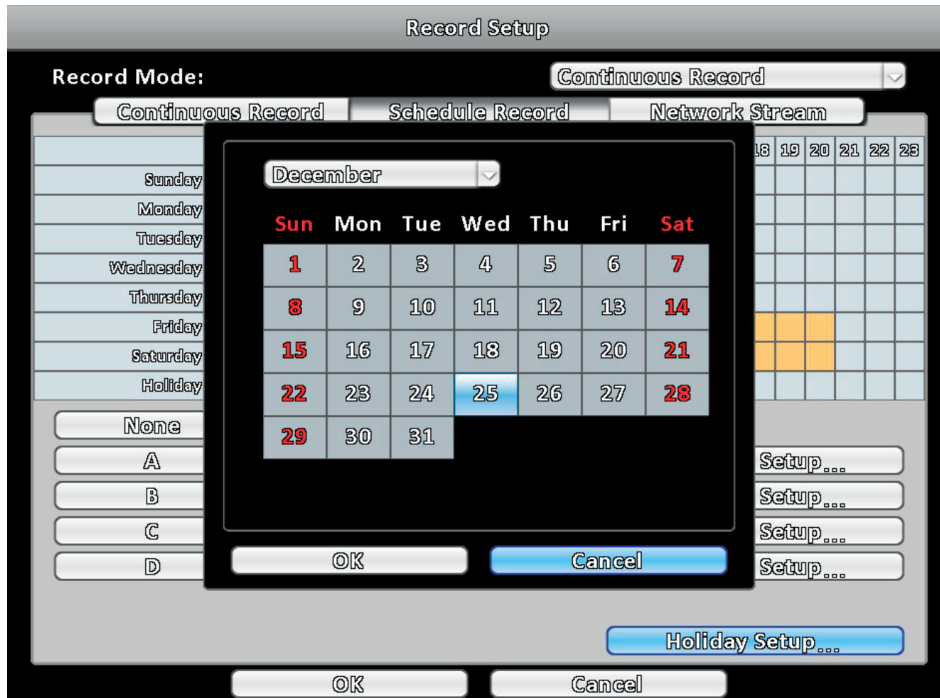 Record Setup
Record Mode: Continuous Record
Continuous Record Schedule Record Network Stream
18 19 20 21 22 23
Sunday
Monday
Tuesday
Wednesday
Thursday
Friday
Saturday
Holiday
None
A Setup...
B Setup...
C Setup...
D Setup...
December
Sun Mon Tue Wed Thu Fri Sat
1 2 3 4 5 6 7
8 9 10 11 12 13 14
15 16 17 18 19 20 21
22 23 24 25 26 27 28
29 30 31
OK Cancel
Holiday Setup...
OK Cancel